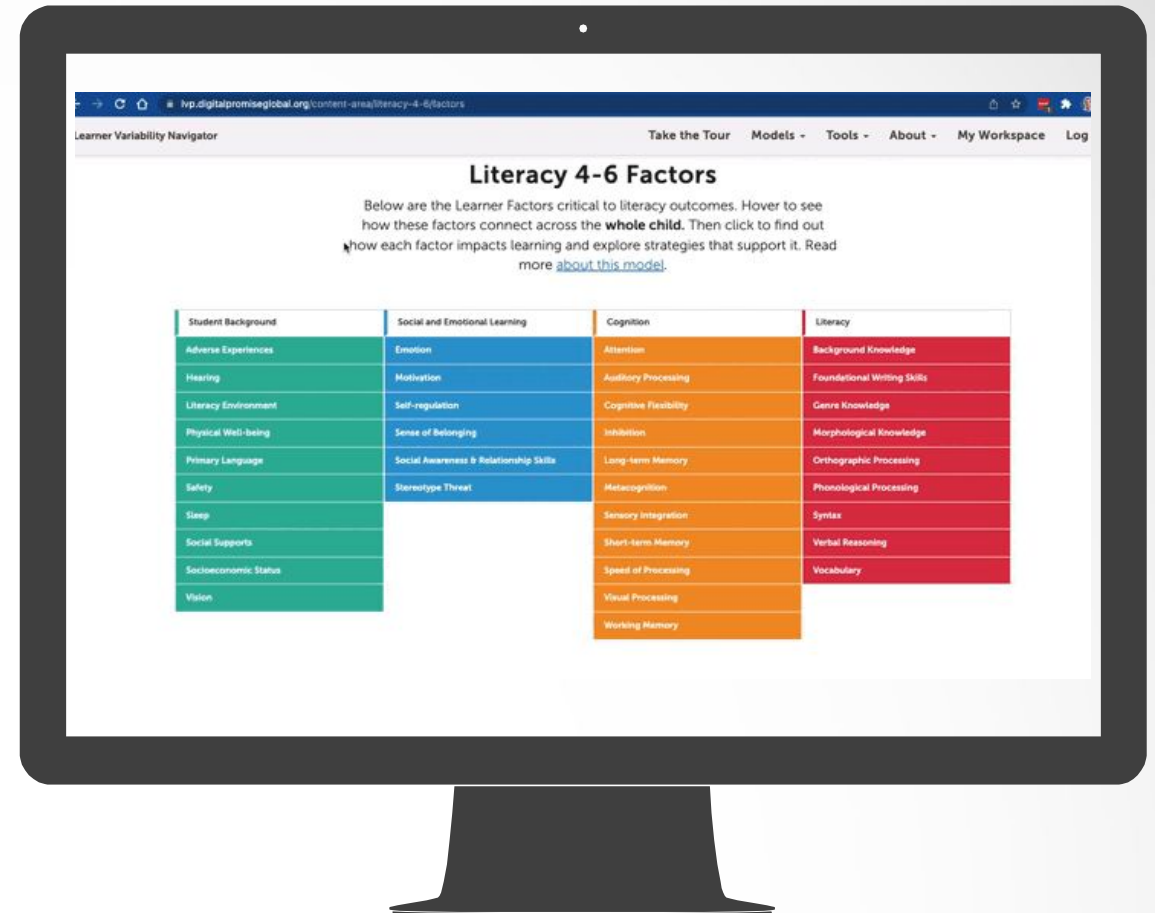 lvp.digitalpromiseglobal.org/content-area/literacy-4-6/factors
Learner Variability Navigator
Take the Tour Models Tools About My Workspace Log
Literacy 4-6 Factors
Below are the Learner Factors critical to literacy outcomes. Hover to see
how these factors connect across the whole child. Then click to find out
how each factor impacts learning and explore strategies that support it. Read
more about this model.
Student Background
Adverse Experiences
Hearing
Literacy Environment
Physical Well-being
Primary Language
Safety
Sleep
Social Supports
Socioeconomic Status
Vision
Social and Emotional Learning
Emotion
Motivation
Self-regulation
Sense of Belonging
Social Awareness & Relationship Skills
Stereotype Threat
Cognition
Attention
Auditory Processing
Cognitive Flexibility
Inhibition
Long-term Memory
Metacognition
Sensory Integration
Short-term Memory
Speed of Processing
Visual Processing
Working Memory
Literacy
Background Knowledge
Foundational Writing Skills
Genre Knowledge
Morphological Knowledge
Orthographic Processing
Phonological Processing
Syntax
Verbal Reasoning
Vocabulary